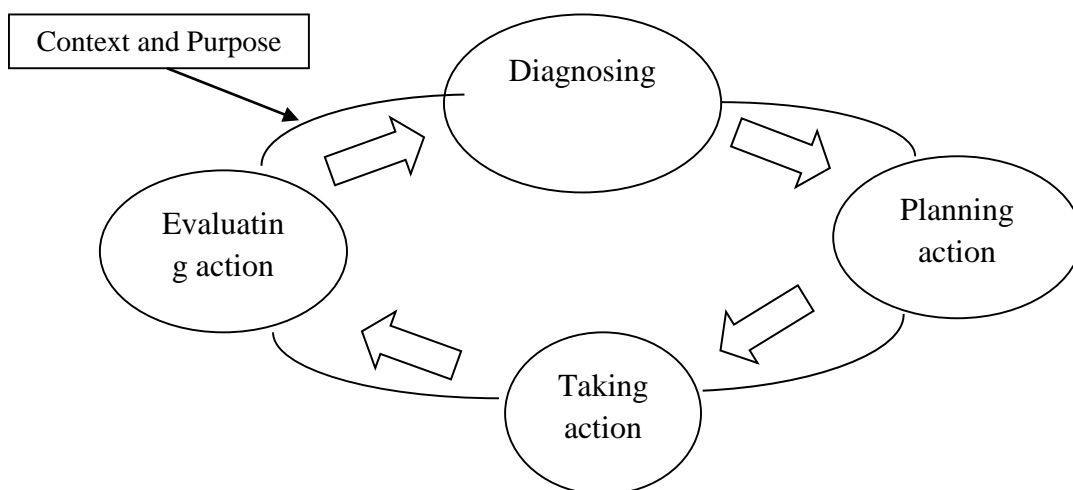 Context and Purpose
Diagnosing
Planning
action
Evaluatin
g action
Taking
action